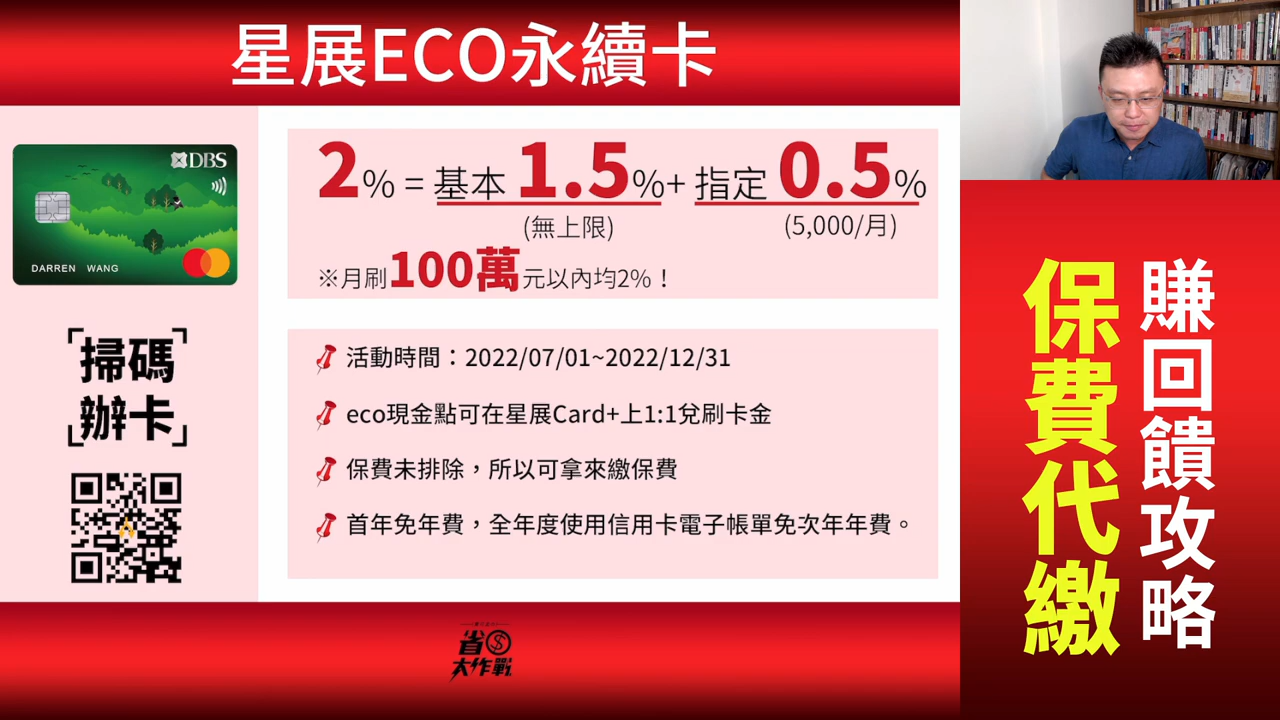 星展ECO永續卡
DBS
DARREN WANG
掃碼
辦卡
2% = 基本 1.5%+ 指定 0.5%
(無上限)
(5,000/月)
※月刷100萬元以內均2%！
活動時間：2022/07/01~2022/12/31
eco現金點可在星展Card+上1:1兌刷卡金
保費未排除，所以可拿來繳保費
首年免年費，全年度使用信用卡電子帳單免次年年費。
省$
大作戰
賺回饋攻略
保費代繳